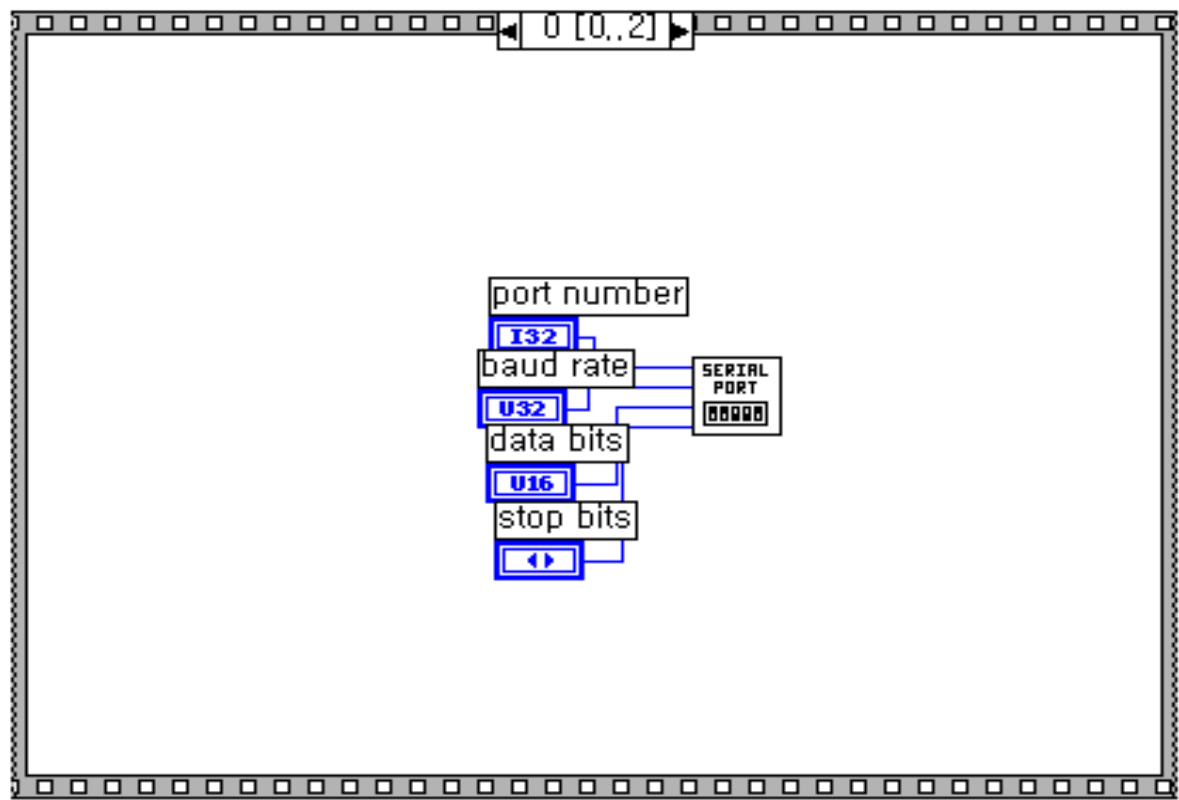 0 [0..2]
port number
I32
baud rate
U32
data bits
U16
stop bits
SERIAL
PORT